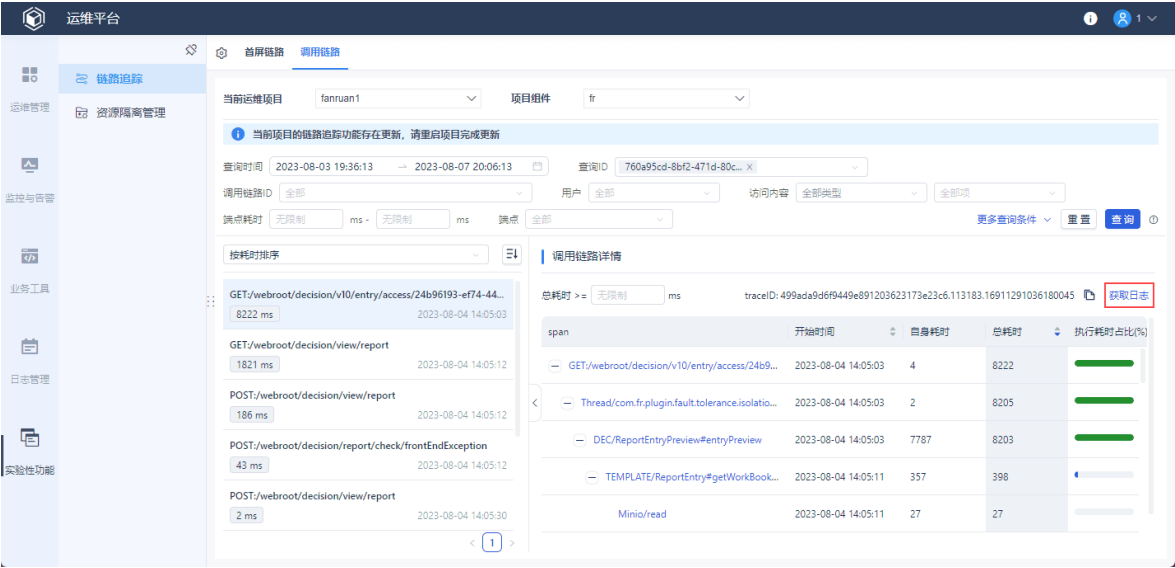 运维平台
1
运维管理
监控与告警
业务工具
日志管理
实验性功能
链路追踪
资源隔离管理
首屏链路 调用链路
当前运维项目 fanruan1 项目组件 fr
当前项目的链路追踪功能存在更新，请重启项目完成更新
查询时间 2023-08-03 19:36:13 → 2023-08-07 20:06:13 查询ID 760a95cd-8bf2-471d-80c... ×
调用链路ID 全部 用户 全部 访问内容 全部类型 全部项
端点耗时 无限制 ms - 无限制 ms 端点 全部 更多查询条件 重置 查询
按耗时排序
GET:/webroot/decision/v10/entry/access/24b96193-ef74-44...
8222 ms 2023-08-04 14:05:03
GET:/webroot/decision/view/report
1821 ms 2023-08-04 14:05:12
POST:/webroot/decision/view/report
186 ms 2023-08-04 14:05:12
POST:/webroot/decision/report/check/frontEndException
43 ms 2023-08-04 14:05:12
POST:/webroot/decision/view/report
2 ms 2023-08-04 14:05:30
< 1 >
调用链路详情
总耗时 >= 无限制 ms traceID: 499ada9d6f9449e891203623173e23c6.113183.16911291036180045 获取日志
span 开始时间 自身耗时 总耗时 执行耗时占比(%)
GET:/webroot/decision/v10/entry/access/24b9... 2023-08-04 14:05:03 4 8222
Thread/com.fr.plugin.fault.tolerance.isolatio... 2023-08-04 14:05:03 2 8205
DEC/ReportEntryPreview#entryPreview 2023-08-04 14:05:03 7787 8203
TEMPLATE/ReportEntry#getWorkBook... 2023-08-04 14:05:11 357 398
Minio/read 2023-08-04 14:05:11 27 27